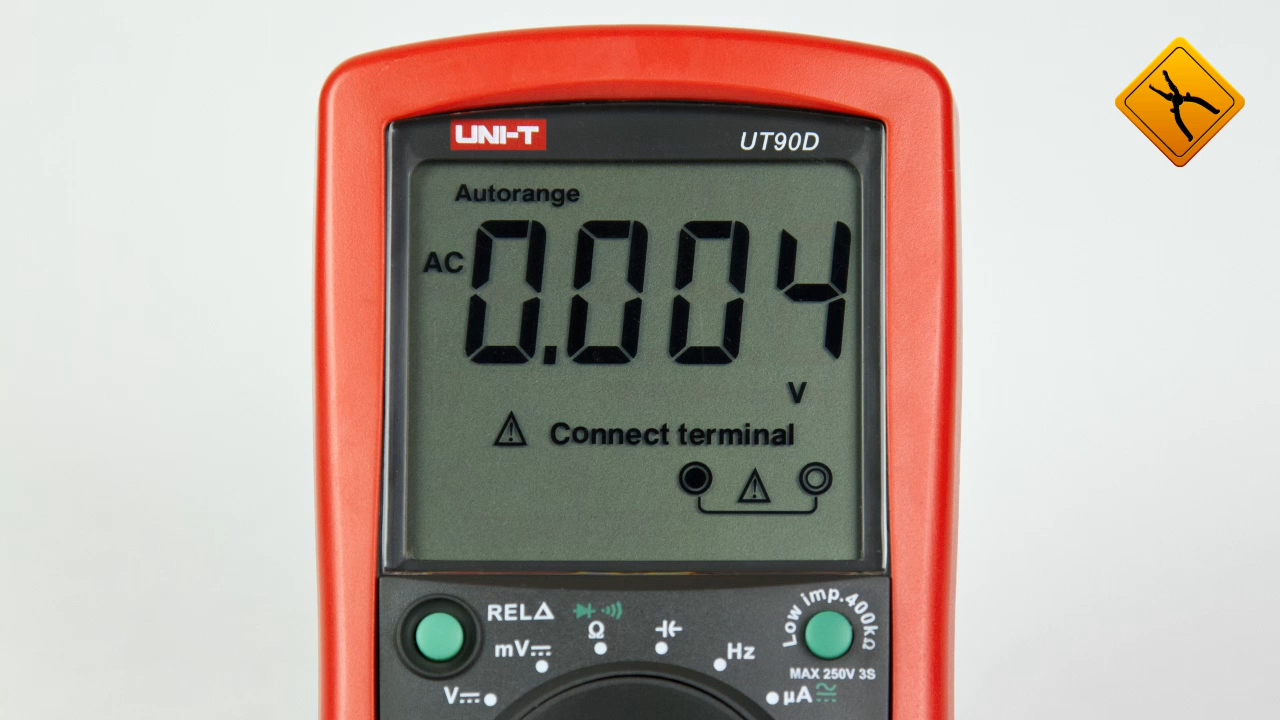 UNI-T
UT90D
Autorange
AC
0.004
V
Connect terminal
REL△
Low imp.400kΩ
Ω
mV
Hz
MAX 250V 3S
V
μA